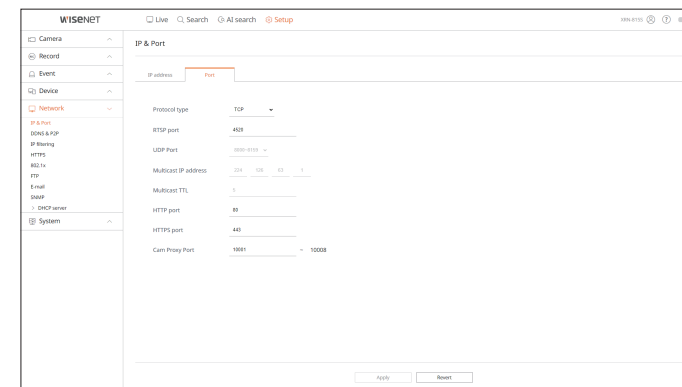 WISENET
Live Search AI search Setup
Camera
Record
Event
Device
Network
IP & Port
DDNS & P2P
IP filtering
HTTPS
802.1x
FTP
E-mail
SNMP
> DHCP server
System
IP & Port
IP address Port
Protocol type TCP
RTSP port 4520
UDP Port
Multicast IP address
Multicast TTL 5
HTTP port 80
HTTPS port 443
Cam Proxy Port 10001 ~ 10008
Apply Revert